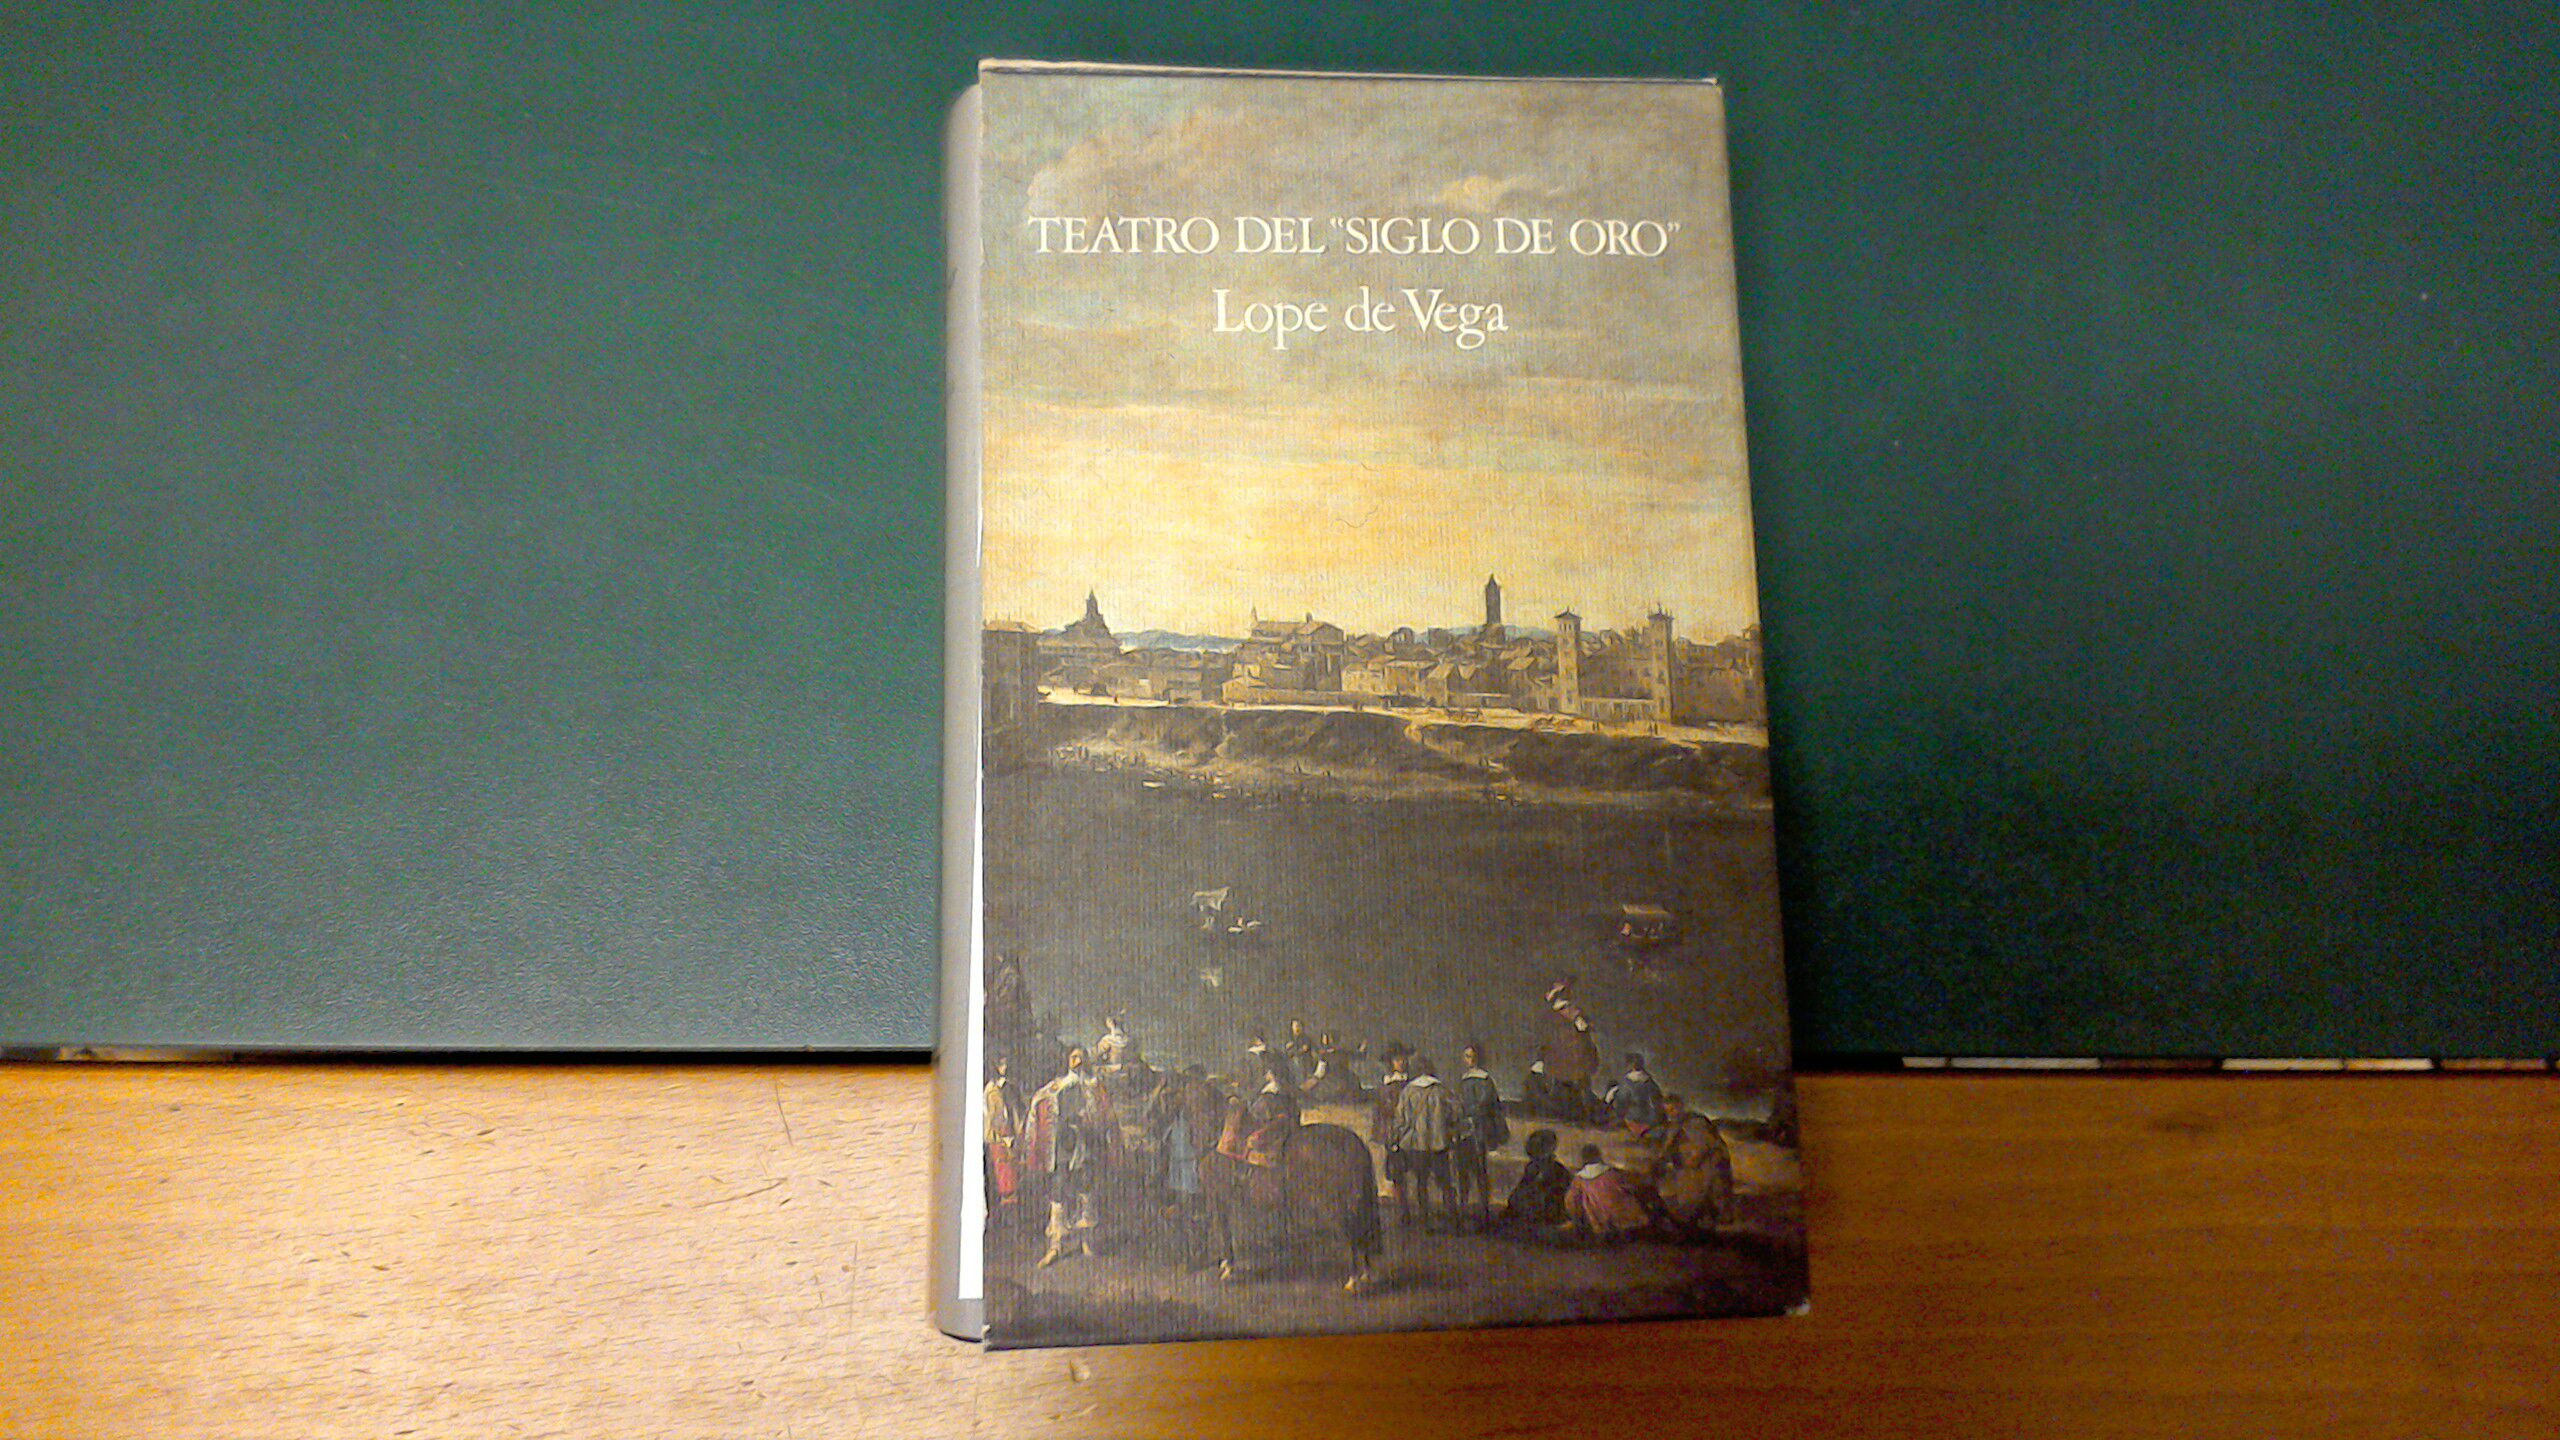 TEATRO DEL “SIGLO DE ORO”
Lope de Vega